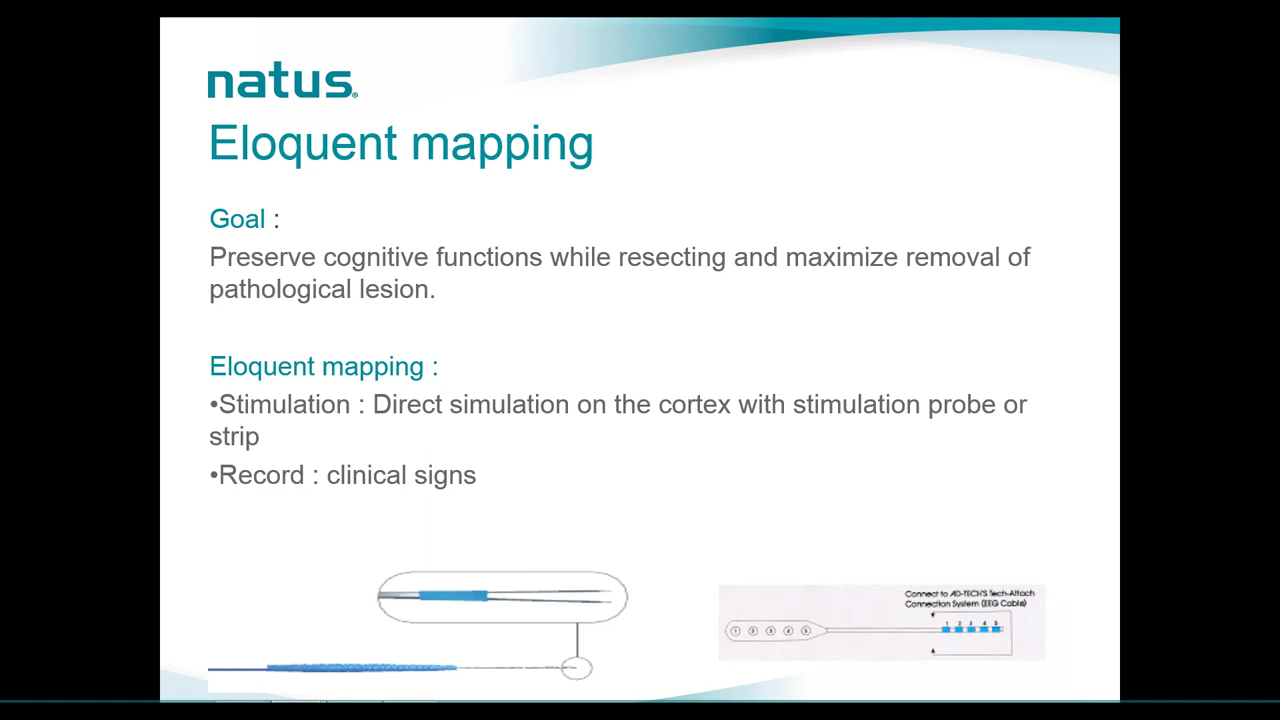 natus®
Eloquent mapping
Goal :
Preserve cognitive functions while resecting and maximize removal of
pathological lesion.
Eloquent mapping :
•Stimulation : Direct simulation on the cortex with stimulation probe or
strip
•Record : clinical signs
Connect to AD-TECH'S Tech-Attach
Connection System (EEG Cable)
1 2 3 4 5
1 2 3 4 5